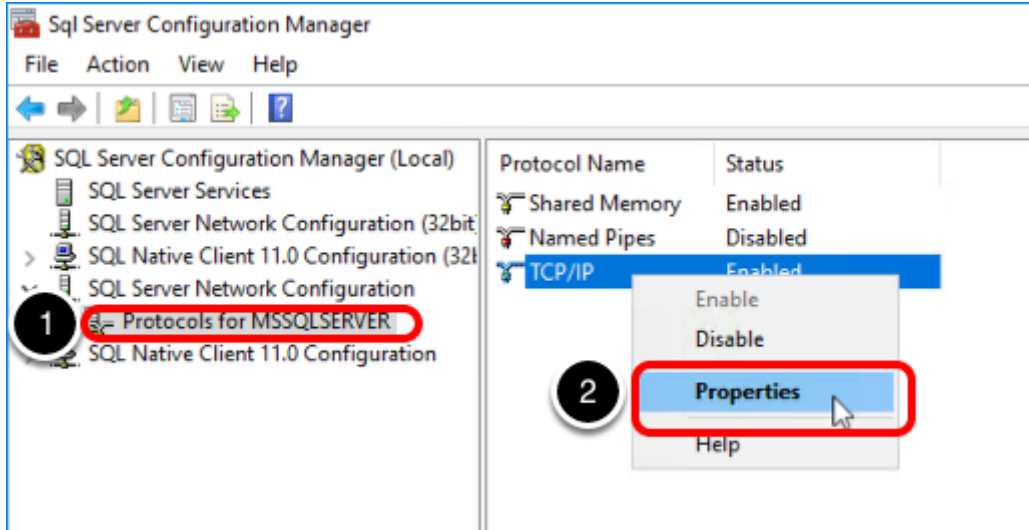 Sql Server Configuration Manager
File Action View Help
SQL Server Configuration Manager (Local)
SQL Server Services
SQL Server Network Configuration (32bit
SQL Native Client 11.0 Configuration (32
SQL Server Network Configuration
1 Protocols for MSSQLSERVER
SQL Native Client 11.0 Configuration
Protocol Name Status
Shared Memory Enabled
Named Pipes Disabled
TCP/IP Enabled
Enable
Disable
2 Properties
Help